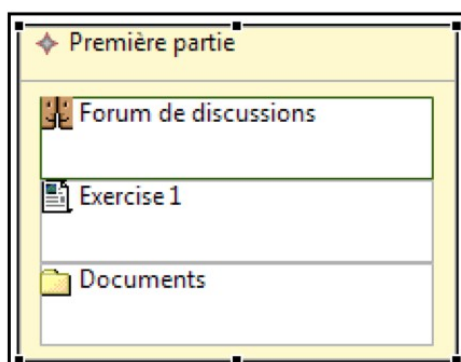 Première partie
Forum de discussions
Exercise 1
Documents